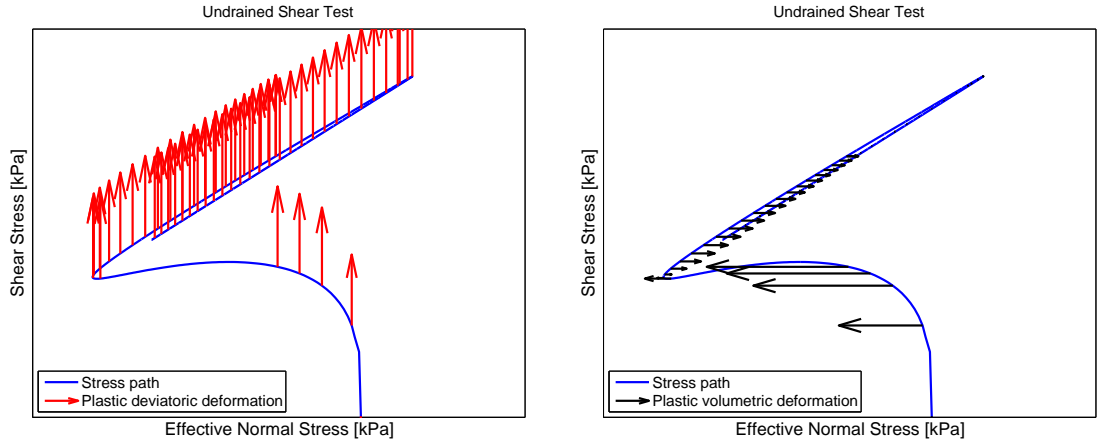 Undrained Shear Test
Shear Stress [kPa]
Stress path
Plastic deviatoric deformation
Effective Normal Stress [kPa]
Undrained Shear Test
Shear Stress [kPa]
Stress path
Plastic volumetric deformation
Effective Normal Stress [kPa]